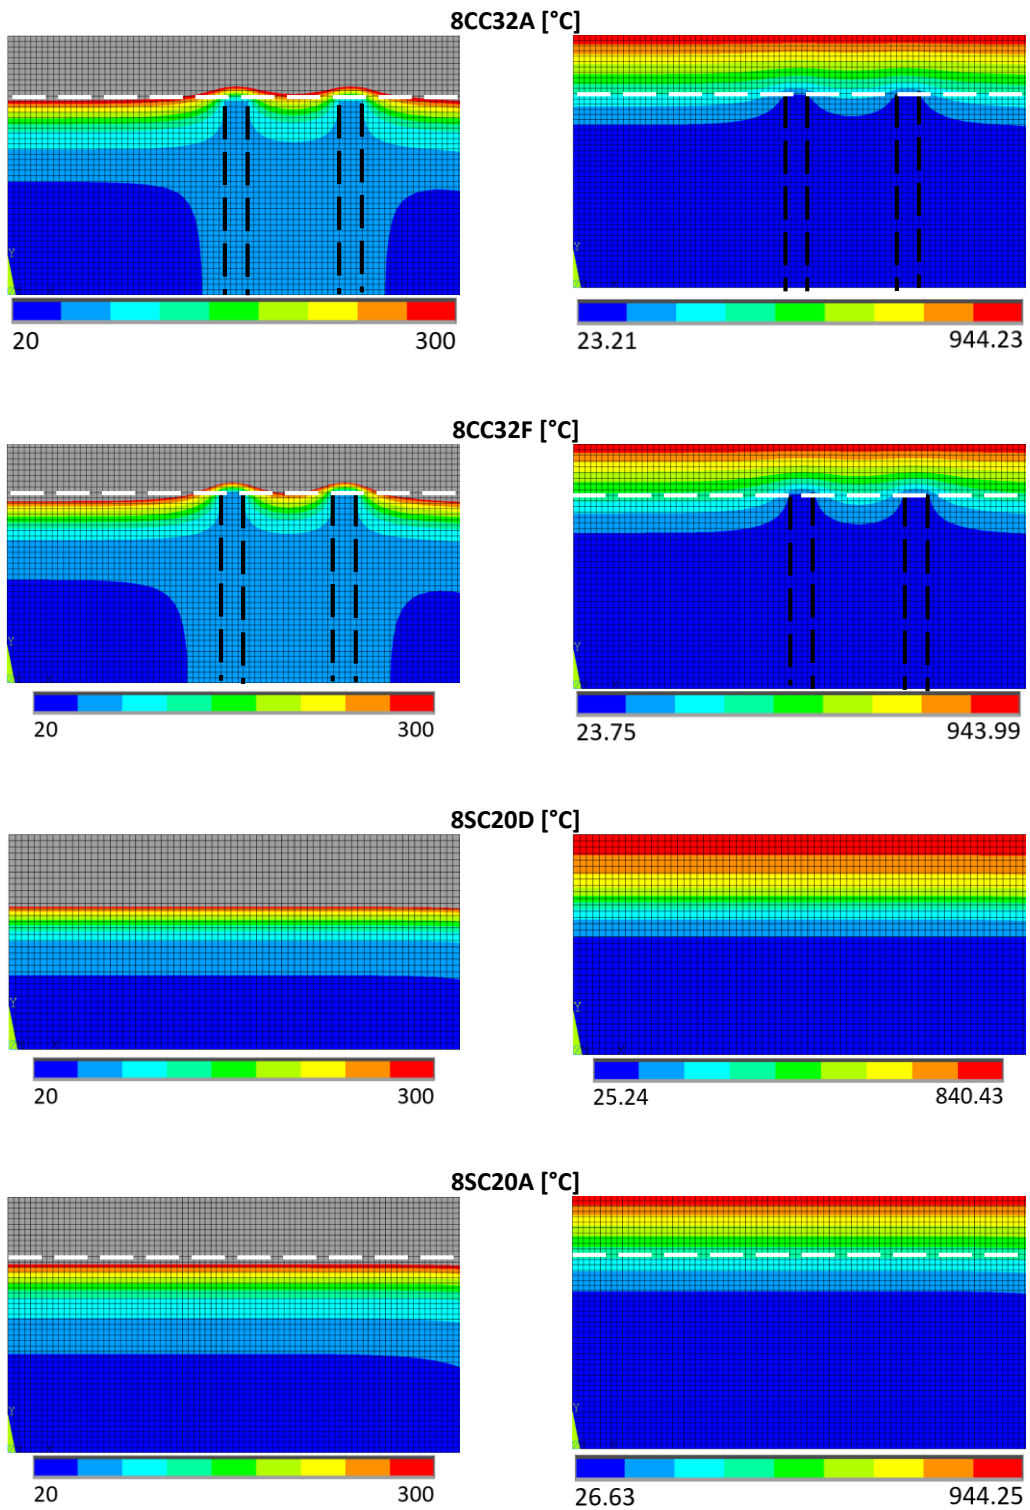 8CC32A [°C]
20 300
23.21 944.23
8CC32F [°C]
Y Y
20 300
23.75 943.99
8SC20D [°C]
Y Y
20 300
25.24 840.43
8SC20A [°C]
Y Y
20 300
26.63 944.25